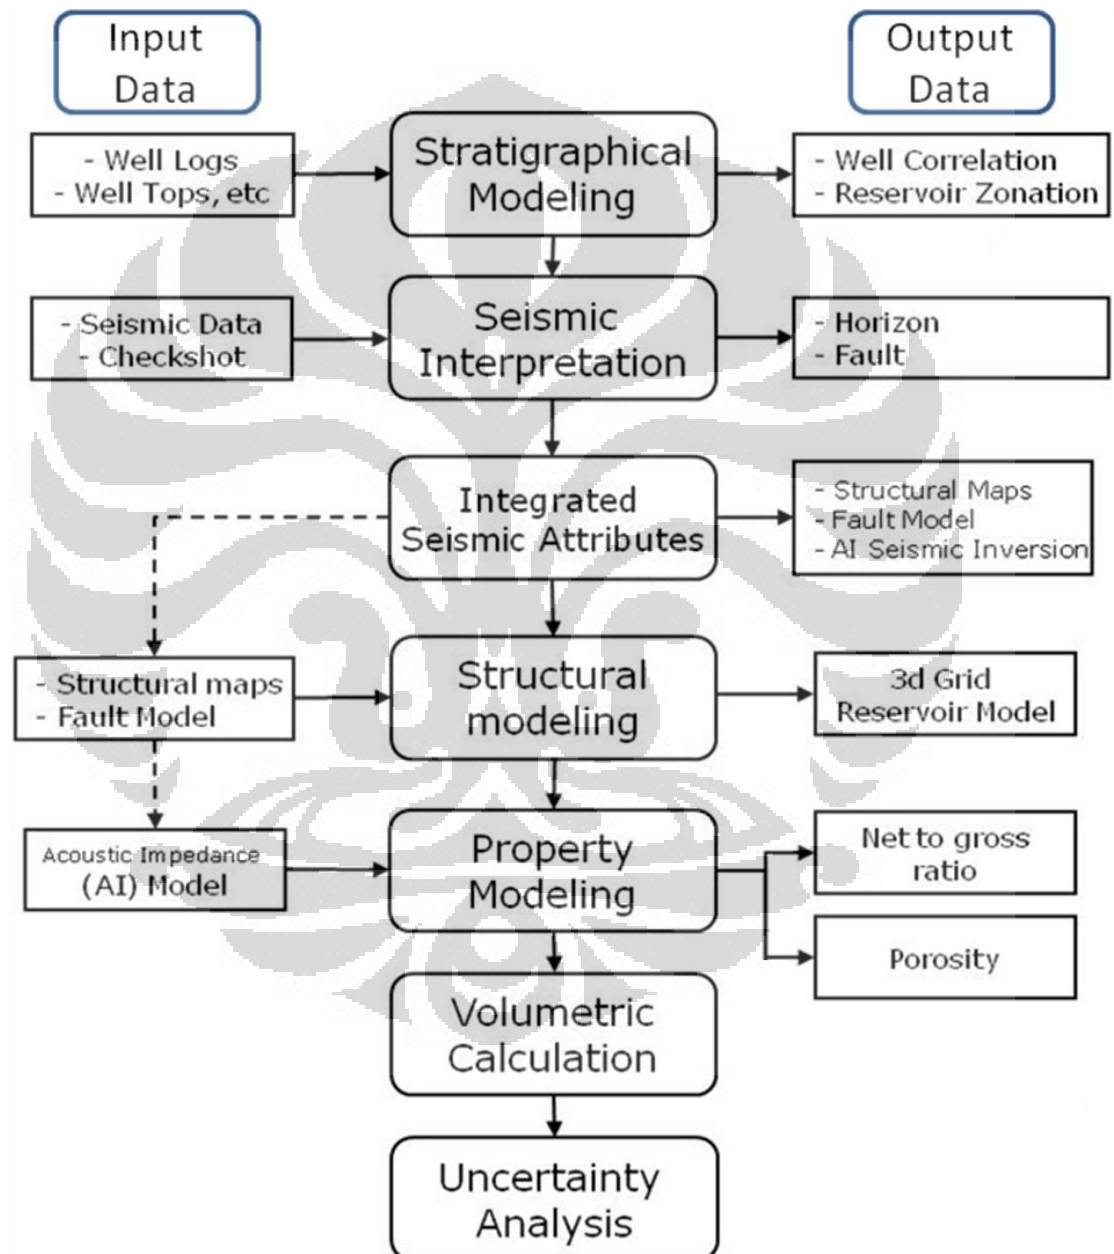 Input
Data
Output
Data
- Well Logs
- Well Tops, etc
Stratigraphical
Modeling
- Well Correlation
- Reservoir Zonation
- Seismic Data
- Checkshot
Seismic
Interpretation
- Horizon
- Fault
Integrated
Seismic Attributes
- Structural Maps
- Fault Model
- AI Seismic Inversion
- Structural maps
- Fault Model
Structural
modeling
3d Grid
Reservoir Model
Acoustic Impedance
(AI) Model
Property
Modeling
Net to gross
ratio
Porosity
Volumetric
Calculation
Uncertainty
Analysis